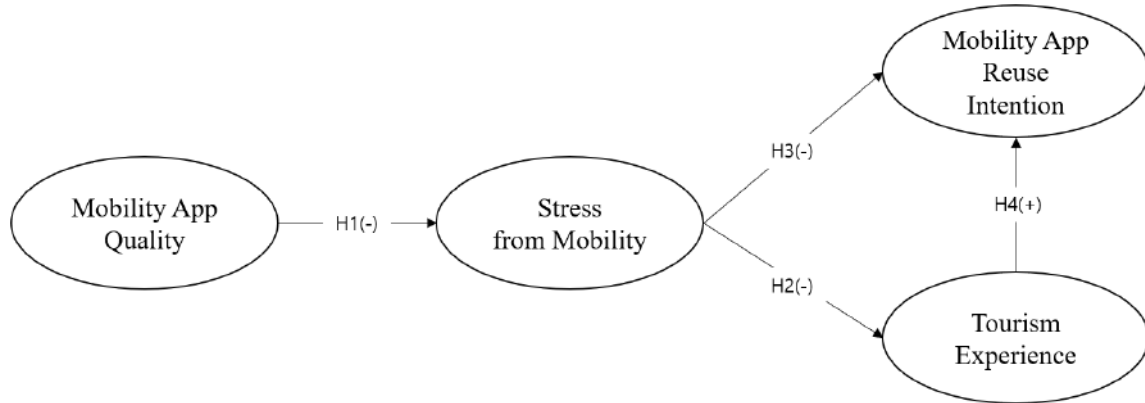 Mobility App
Reuse
Intention
H3(-)
Mobility App
Quality
H1(-)
Stress
from Mobility
H4(+)
H2(-)
Tourism
Experience